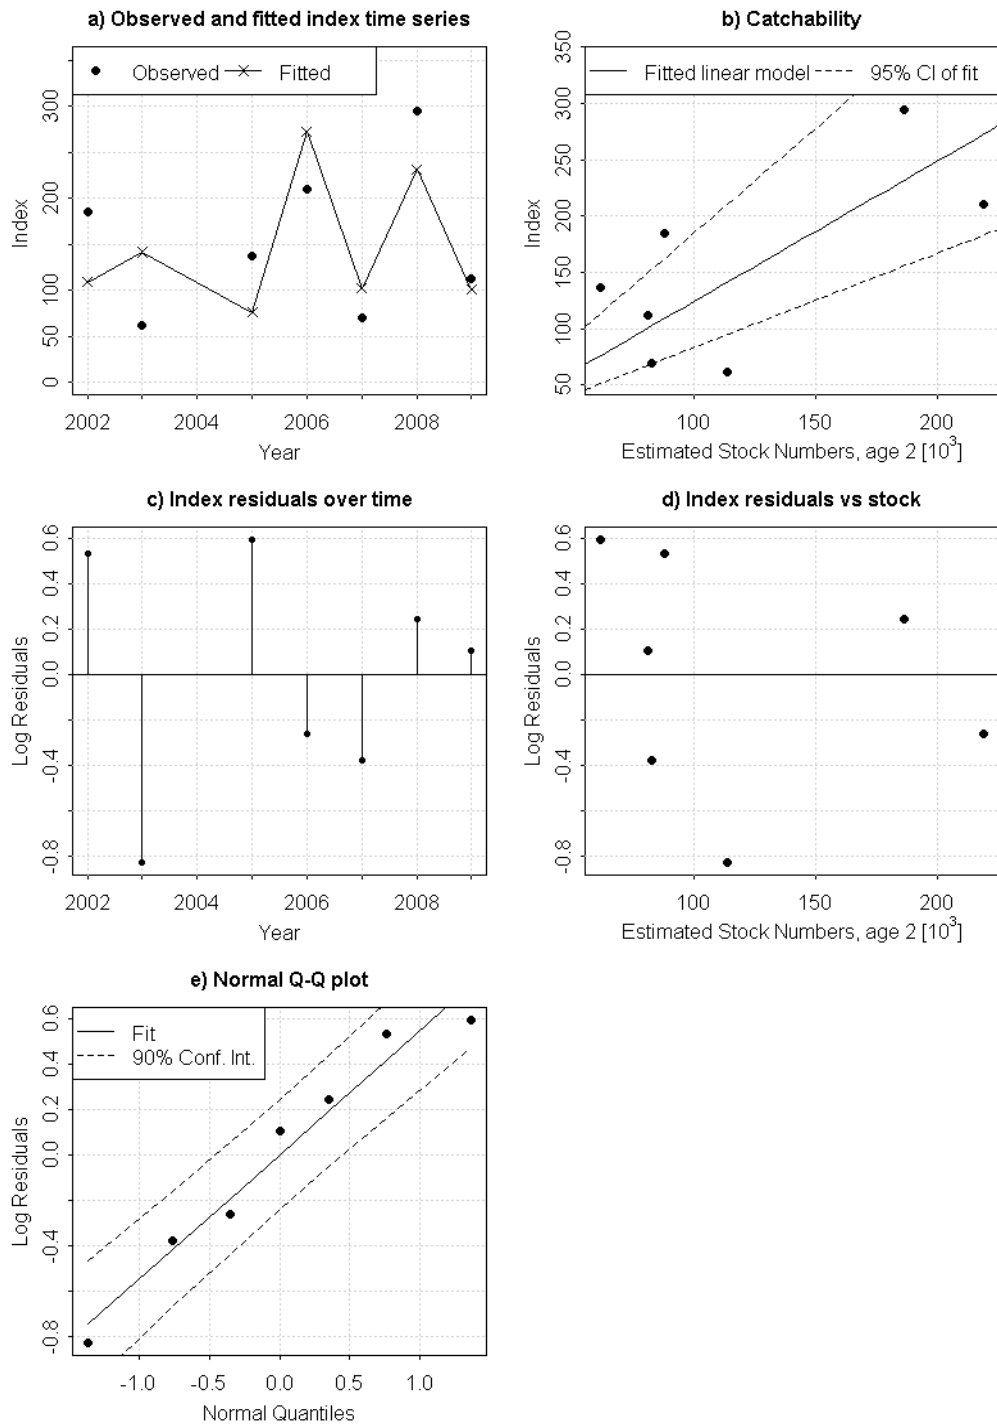 a) Observed and fitted index time series
Observed
Fitted
Index
0
50
100
200
300
2002
2004
2006
2008
Year
b) Catchability
Fitted linear model
95% CI of fit
Index
50
100
150
200
250
300
350
100
150
200
Estimated Stock Numbers, age 2 [10³]
c) Index residuals over time
Log Residuals
-0.8
-0.4
0.0
0.2
0.4
0.6
2002
2004
2006
2008
Year
d) Index residuals vs stock
Log Residuals
-0.8
-0.4
0.0
0.2
0.4
0.6
100
150
200
Estimated Stock Numbers, age 2 [10³]
e) Normal Q-Q plot
Fit
90% Conf. Int.
Log Residuals
-0.8
-0.4
0.0
0.2
0.4
0.6
-1.0
-0.5
0.0
0.5
1.0
Normal Quantiles